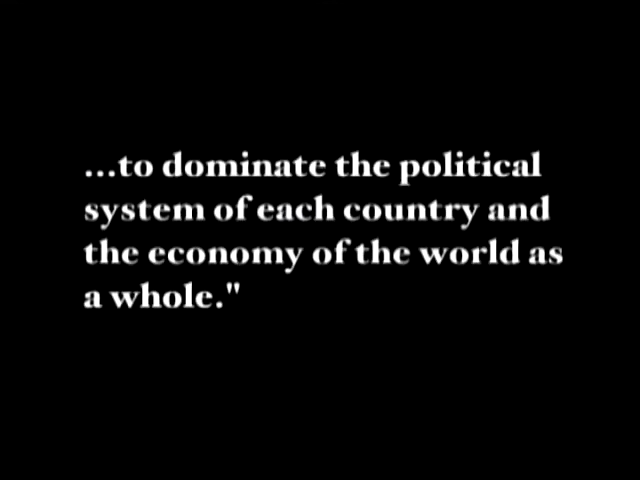 ...to dominate the political
system of each country and
the economy of the world as
a whole."